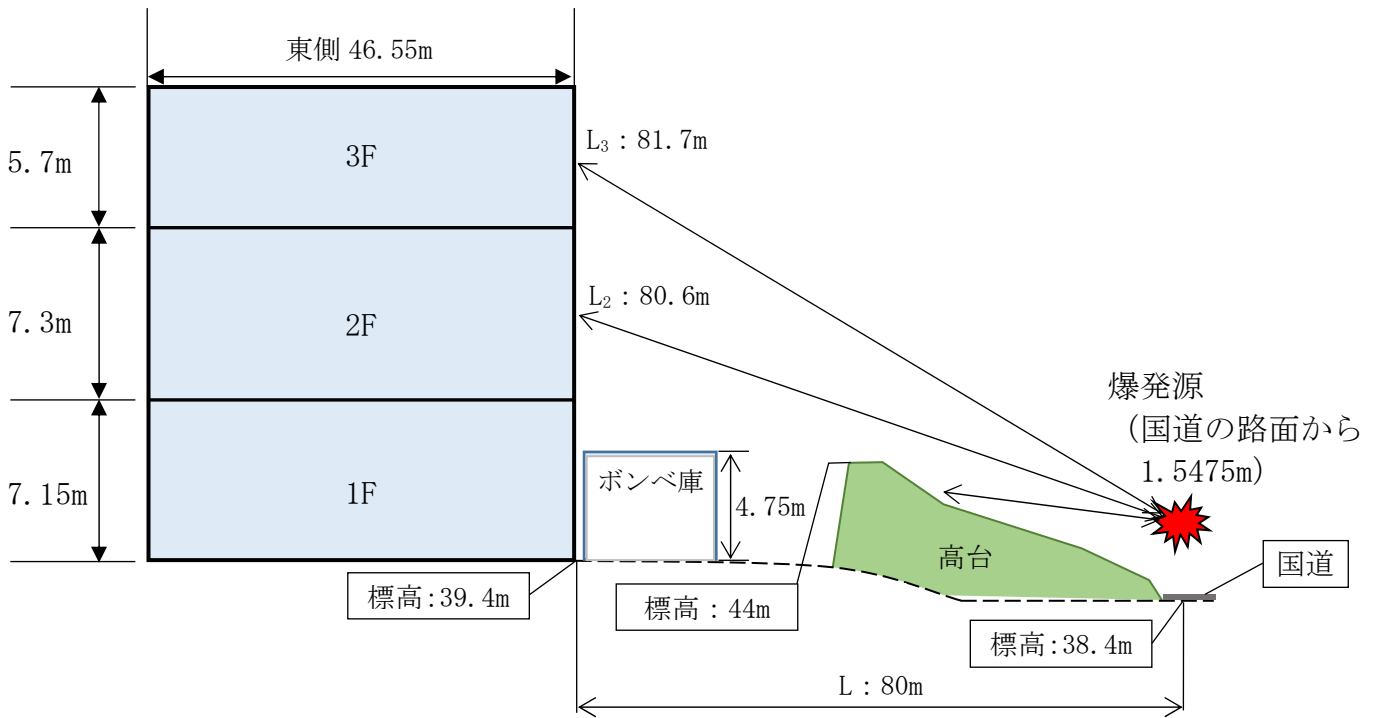 東側 46.55m
5.7m
3F
L₃：81.7m
7.3m
2F
L₂：80.6m
爆発源
（国道の路面から
1.5475m）
7.15m
1F
ボンベ庫
4.75m
高台
国道
標高:39.4m
標高：44m
標高:38.4m
L：80m